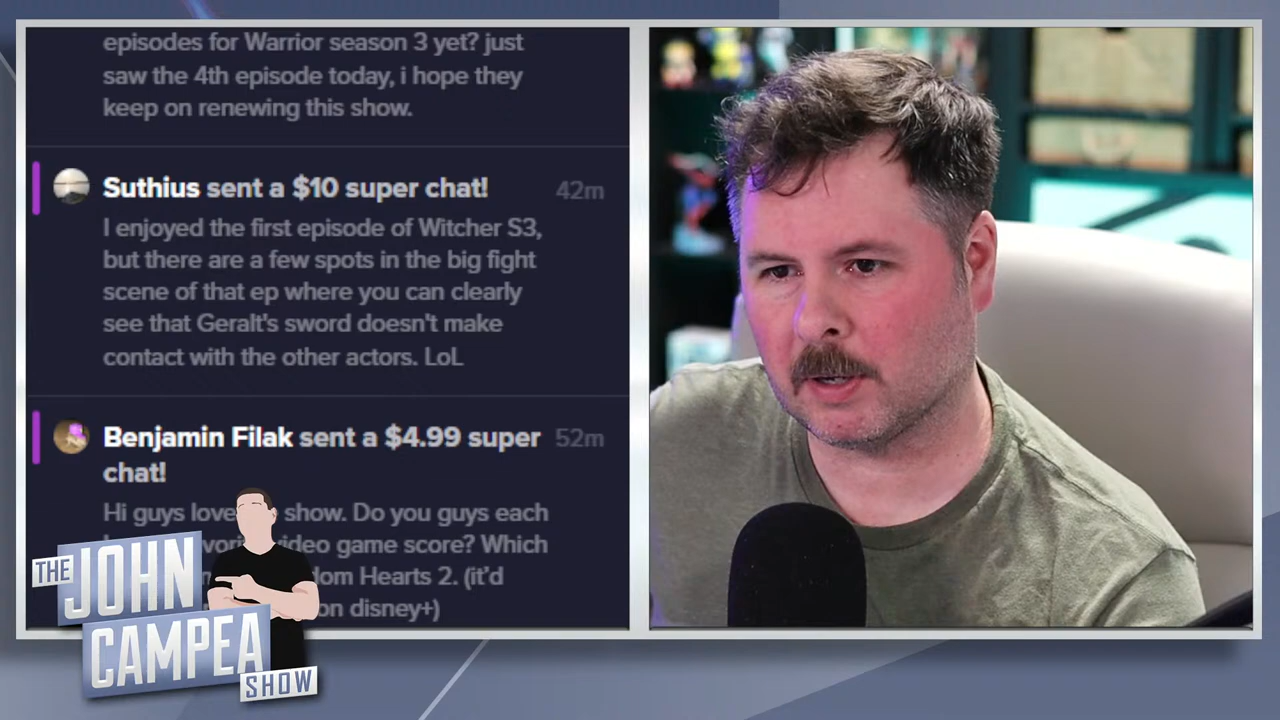 episodes for Warrior season 3 yet? just
saw the 4th episode today, i hope they
keep on renewing this show.
Suthius sent a $10 super chat!
42m
I enjoyed the first episode of Witcher S3,
but there are a few spots in the big fight
scene of that ep where you can clearly
see that Geralt's sword doesn't make
contact with the other actors. LoL
Benjamin Filak sent a $4.99 super
52m
chat!
Hi guys love show. Do you guys each
video game score? Which
Hearts 2. (it'd
on disney+)
THE
JOHN
CAMPEA
SHOW